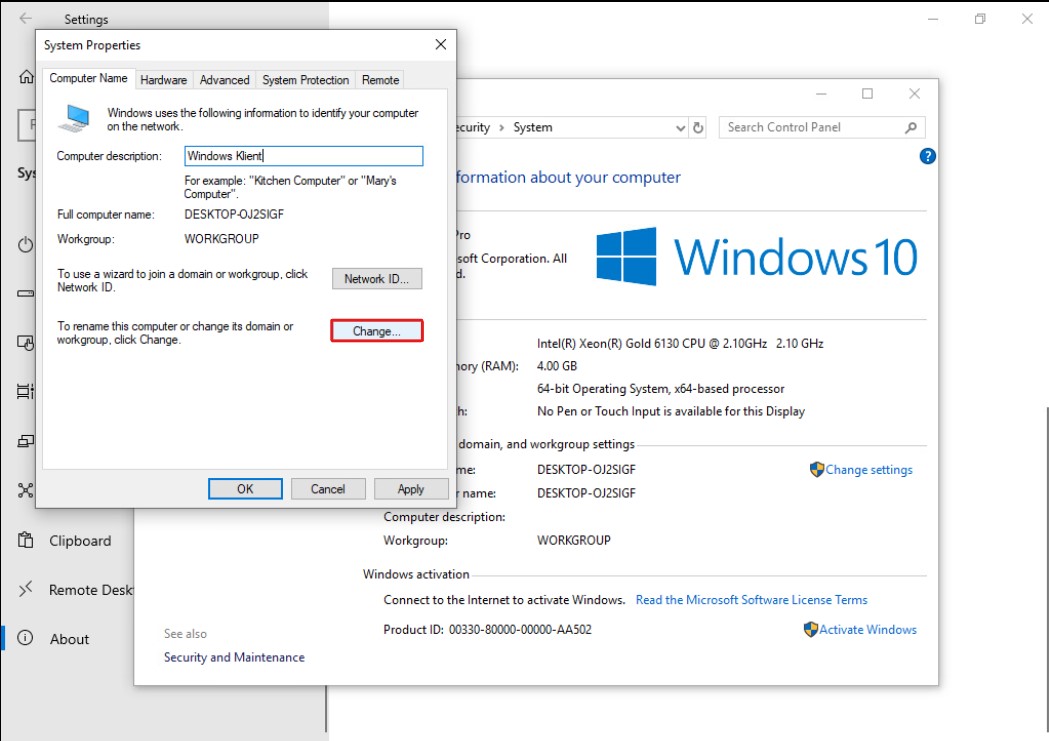 Settings
System Properties
Computer Name
Hardware
Advanced
System Protection
Remote
Windows uses the following information to identify your computer
on the network.
Computer description:
Windows Klient
For example: "Kitchen Computer" or "Mary's
Computer".
Full computer name:
DESKTOP-OJ2SIGF
Workgroup:
WORKGROUP
To use a wizard to join a domain or workgroup, click
Network ID.
Network ID...
To rename this computer or change its domain or
workgroup, click Change.
Change...
OK
Cancel
Apply
F
Sys
Clipboard
Remote Desk
About
ecurity > System
Search Control Panel
formation about your computer
Pro
soft Corporation. All
d.
Windows 10
Intel(R) Xeon(R) Gold 6130 CPU @ 2.10GHz 2.10 GHz
ory (RAM):
4.00 GB
64-bit Operating System, x64-based processor
h:
No Pen or Touch Input is available for this Display
domain, and workgroup settings
me:
DESKTOP-OJ2SIGF
Change settings
r name:
DESKTOP-OJ2SIGF
Computer description:
Workgroup:
WORKGROUP
Windows activation
Connect to the Internet to activate Windows. Read the Microsoft Software License Terms
Product ID: 00330-80000-00000-AA502
Activate Windows
See also
Security and Maintenance